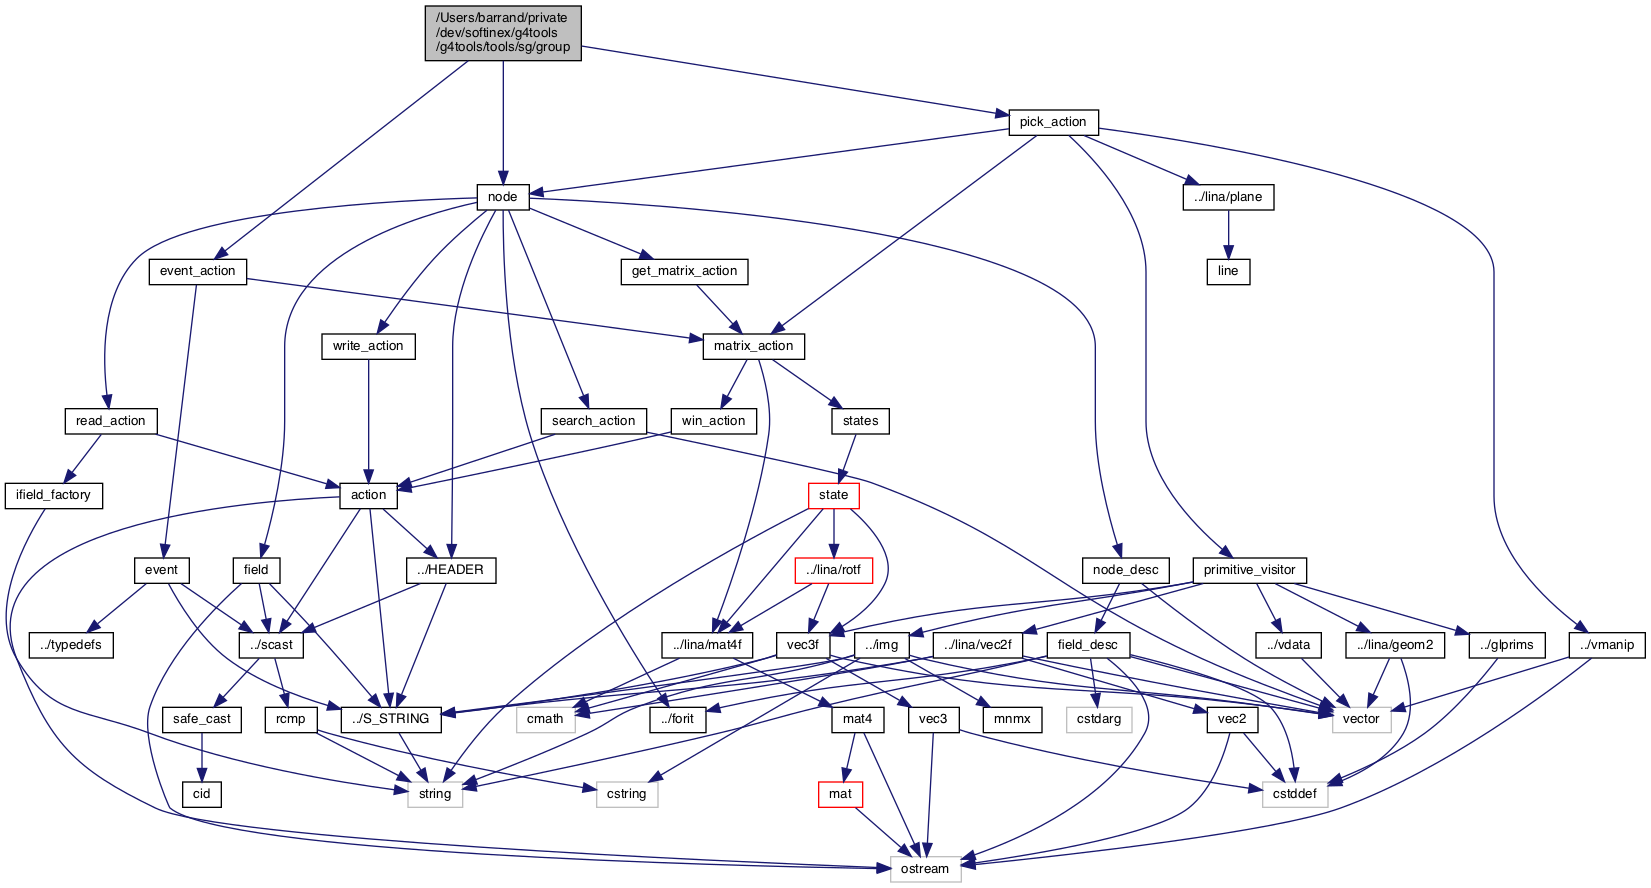 /Users/barrand/private
/dev/softinex/g4tools
/g4tools/tools/sg/group
pick_action
node
../lina/plane
event_action
get_matrix_action
line
write_action
matrix_action
read_action
search_action
win_action
states
ifield_factory
action
state
event
field
../HEADER
../lina/rotf
node_desc
primitive_visitor
../typedefs
../scast
../lina/mat4f
vec3f
../img
../lina/vec2f
field_desc
../vdata
../lina/geom2
../glprims
../vmanip
safe_cast
rcmp
../S_STRING
cmath
../forit
mat4
vec3
mnmx
cstdarg
vec2
vector
cid
string
cstring
mat
cstddef
ostream